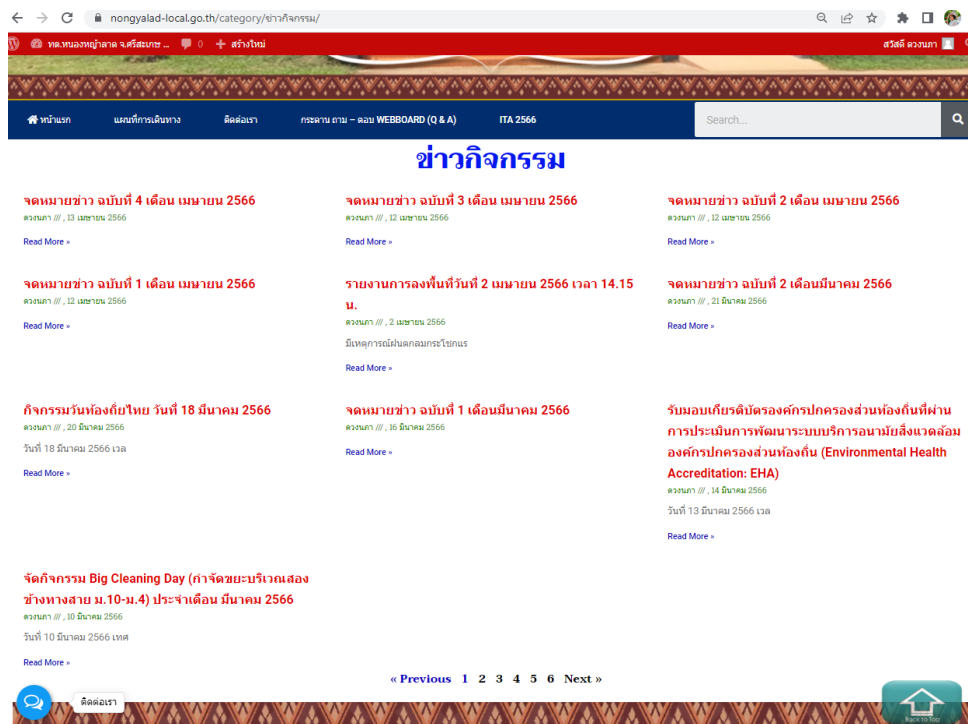 nongyalad-local.go.th/category/ข่าวกิจกรรม/
ทต.หนองหญ้าลาด จ.ศรีสะเกษ ... 0 + สร้างใหม่ สวัสดี ดวงนภา
หน้าแรก แผนที่การเดินทาง ติดต่อเรา กระดาน ถาม – ตอบ WEBBOARD (Q & A) ITA 2566 Search...
ข่าวกิจกรรม
จดหมายข่าว ฉบับที่ 4 เดือน เมษายน 2566
ดวงนภา /// , 13 เมษายน 2566
Read More »
จดหมายข่าว ฉบับที่ 3 เดือน เมษายน 2566
ดวงนภา /// , 12 เมษายน 2566
Read More »
จดหมายข่าว ฉบับที่ 2 เดือน เมษายน 2566
ดวงนภา /// , 12 เมษายน 2566
Read More »
จดหมายข่าว ฉบับที่ 1 เดือน เมษายน 2566
ดวงนภา /// , 12 เมษายน 2566
Read More »
รายงานการลงพื้นที่วันที่ 2 เมษายน 2566 เวลา 14.15
น.
ดวงนภา /// , 2 เมษายน 2566
มีเหตุการณ์ฝนตกลมกระโชกแร
Read More »
จดหมายข่าว ฉบับที่ 2 เดือนมีนาคม 2566
ดวงนภา /// , 21 มีนาคม 2566
Read More »
กิจกรรมวันท้องถิ่นไทย วันที่ 18 มีนาคม 2566
ดวงนภา /// , 20 มีนาคม 2566
วันที่ 18 มีนาคม 2566 เวล
Read More »
จดหมายข่าว ฉบับที่ 1 เดือนมีนาคม 2566
ดวงนภา /// , 16 มีนาคม 2566
Read More »
รับมอบเกียรติบัตรองค์กรปกครองส่วนท้องถิ่นที่ผ่าน
การประเมินการพัฒนาระบบบริการอนามัยสิ่งแวดล้อม
องค์กรปกครองส่วนท้องถิ่น (Environmental Health
Accreditation: EHA)
ดวงนภา /// , 14 มีนาคม 2566
วันที่ 13 มีนาคม 2566 เวล
Read More »
จัดกิจกรรม Big Cleaning Day (กำจัดขยะบริเวณสอง
ข้างทางสาย ม.10-ม.4) ประจำเดือน มีนาคม 2566
ดวงนภา /// , 10 มีนาคม 2566
วันที่ 10 มีนาคม 2566 เทศ
Read More »
« Previous 1 2 3 4 5 6 Next »
ติดต่อเรา
Back to Top